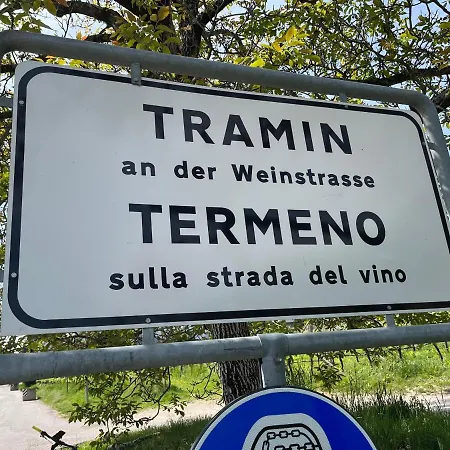 TRAMIN
an der Weinstrasse
TERMENO
sulla strada del vino